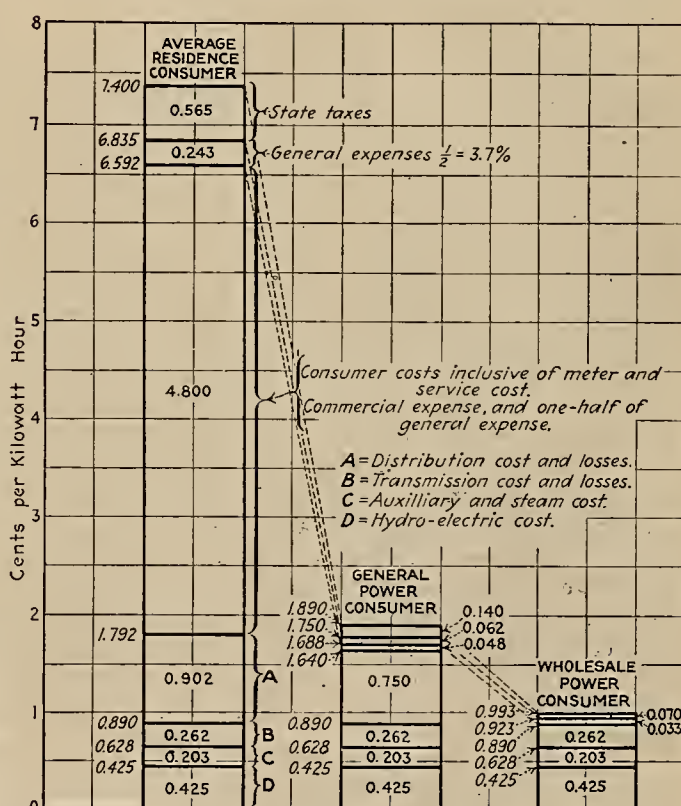 8
7
6
5
4
3
2
1
0
Cents per Kilowatt Hour
AVERAGE
RESIDENCE
CONSUMER
7.400
0.565
State taxes
6.835
0.243
General expenses ½ = 3.7%
6.592
4.800
Consumer costs inclusive of meter and
service cost.
Commercial expense, and one-half of
general expense.
A = Distribution cost and losses.
B = Transmission cost and losses.
C = Auxilliary and steam cost.
D = Hydro-electric cost.
1.792
0.902
A
0.890
0.262
B
0.628
0.203
C
0.425
0.425
D
GENERAL
POWER
CONSUMER
1.890
0.140
1.750
0.062
1.688
0.048
1.640
0.750
0.890
0.262
0.628
0.203
0.425
0.425
WHOLESALE
POWER
CONSUMER
0.993
0.070
0.923
0.033
0.890
0.262
0.628
0.203
0.425
0.425